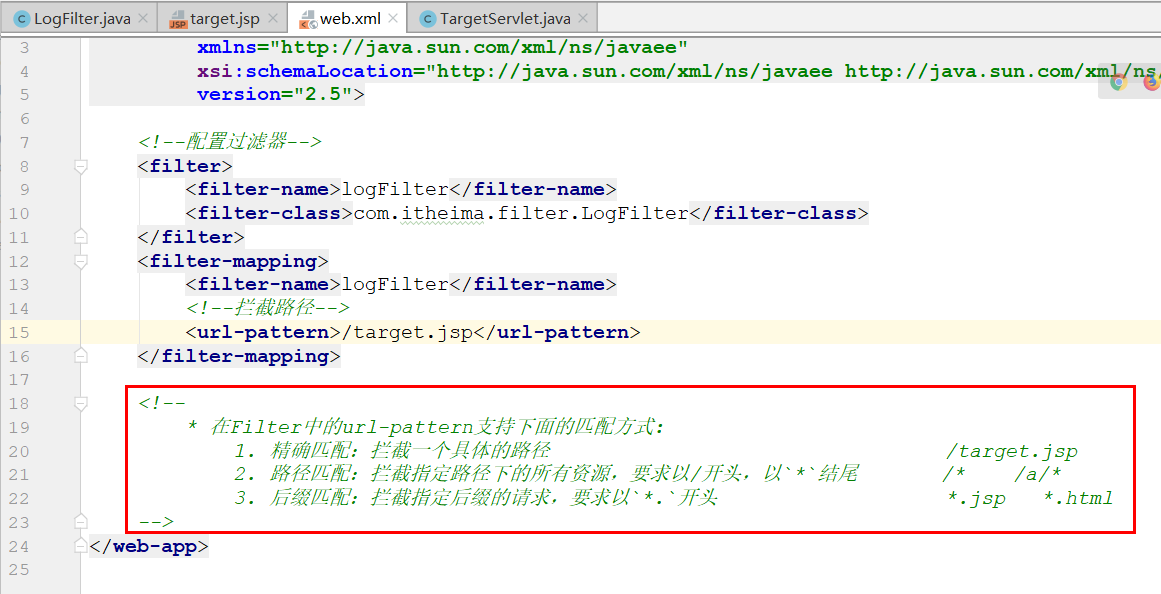 LogFilter.java target.jsp web.xml TargetServlet.java
3 xmlns="http://java.sun.com/xml/ns/javaee"
4 xsi:schemaLocation="http://java.sun.com/xml/ns/javaee http://java.sun.com/xml/ns/
5 version="2.5">
6
7 <!--配置过滤器-->
8 <filter>
9 <filter-name>logFilter</filter-name>
10 <filter-class>com.itheima.filter.LogFilter</filter-class>
11 </filter>
12 <filter-mapping>
13 <filter-name>logFilter</filter-name>
14 <!--拦截路径-->
15 <url-pattern>/target.jsp</url-pattern>
16 </filter-mapping>
17
18 <!--
19 * 在Filter中的url-pattern支持下面的匹配方式：
20 1. 精确匹配：拦截一个具体的路径 /target.jsp
21 2. 路径匹配：拦截指定路径下的所有资源，要求以/开头，以`*`结尾 /* /a/*
22 3. 后缀匹配：拦截指定后缀的请求，要求以`*.`开头 *.jsp *.html
23 -->
24 </web-app>
25